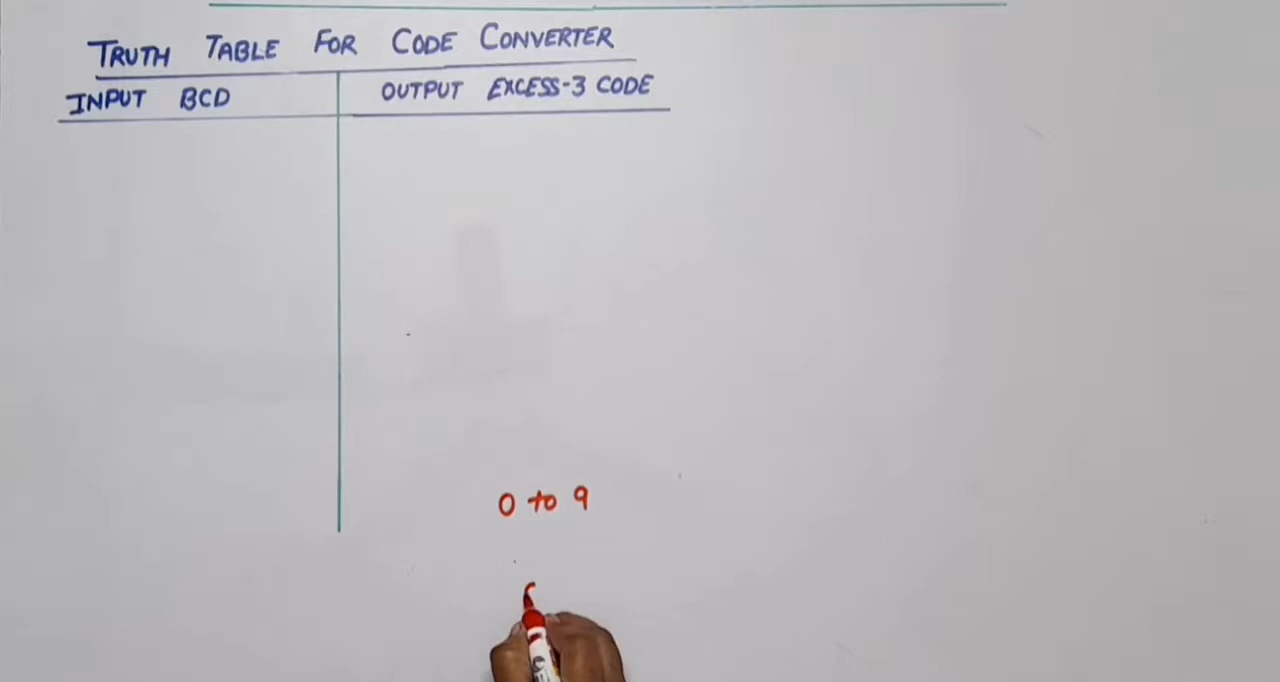 TRUTH TABLE FOR CODE CONVERTER
INPUT BCD
OUTPUT EXCESS-3 CODE
0 to 9